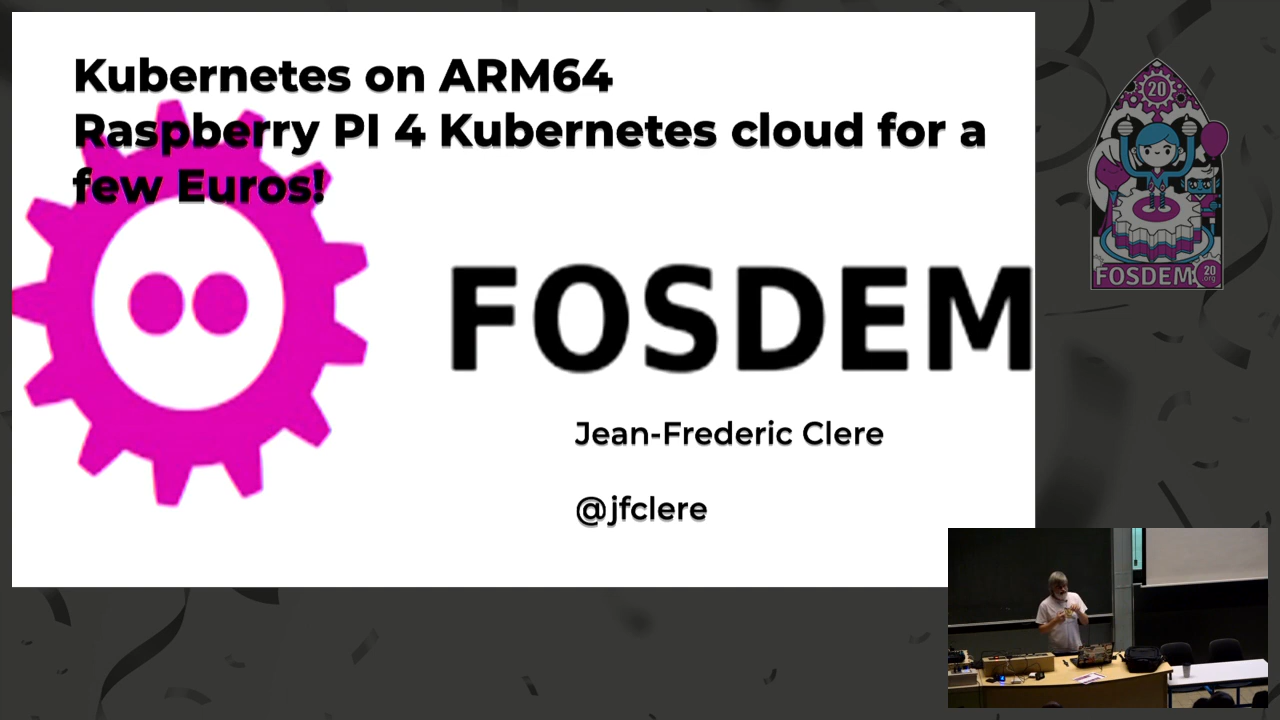 Kubernetes on ARM64
Raspberry PI 4 Kubernetes cloud for a
few Euros!
FOSDEM
Jean-Frederic Clere
@jfclere
20
FOSDEM
20
.org